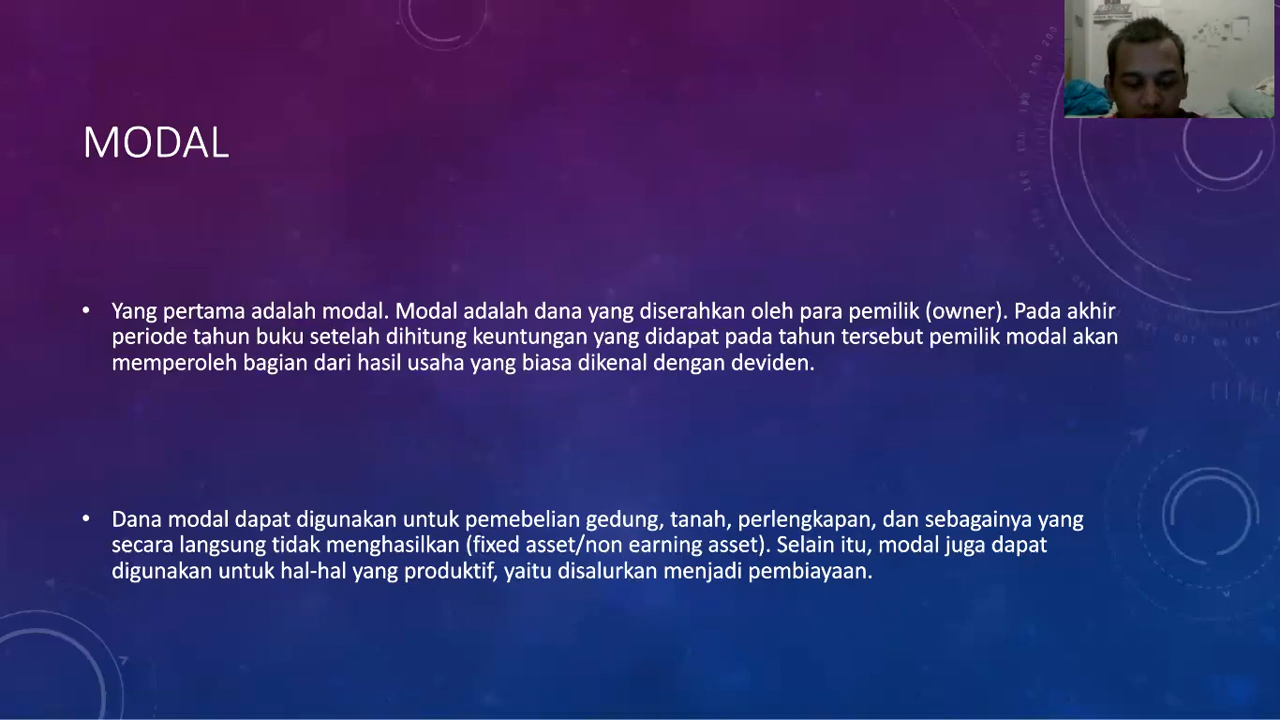 MODAL
• Yang pertama adalah modal. Modal adalah dana yang diserahkan oleh para pemilik (owner). Pada akhir
periode tahun buku setelah dihitung keuntungan yang didapat pada tahun tersebut pemilik modal akan
memperoleh bagian dari hasil usaha yang biasa dikenal dengan deviden.
• Dana modal dapat digunakan untuk pemebelian gedung, tanah, perlengkapan, dan sebagainya yang
secara langsung tidak menghasilkan (fixed asset/non earning asset). Selain itu, modal juga dapat
digunakan untuk hal-hal yang produktif, yaitu disalurkan menjadi pembiayaan.